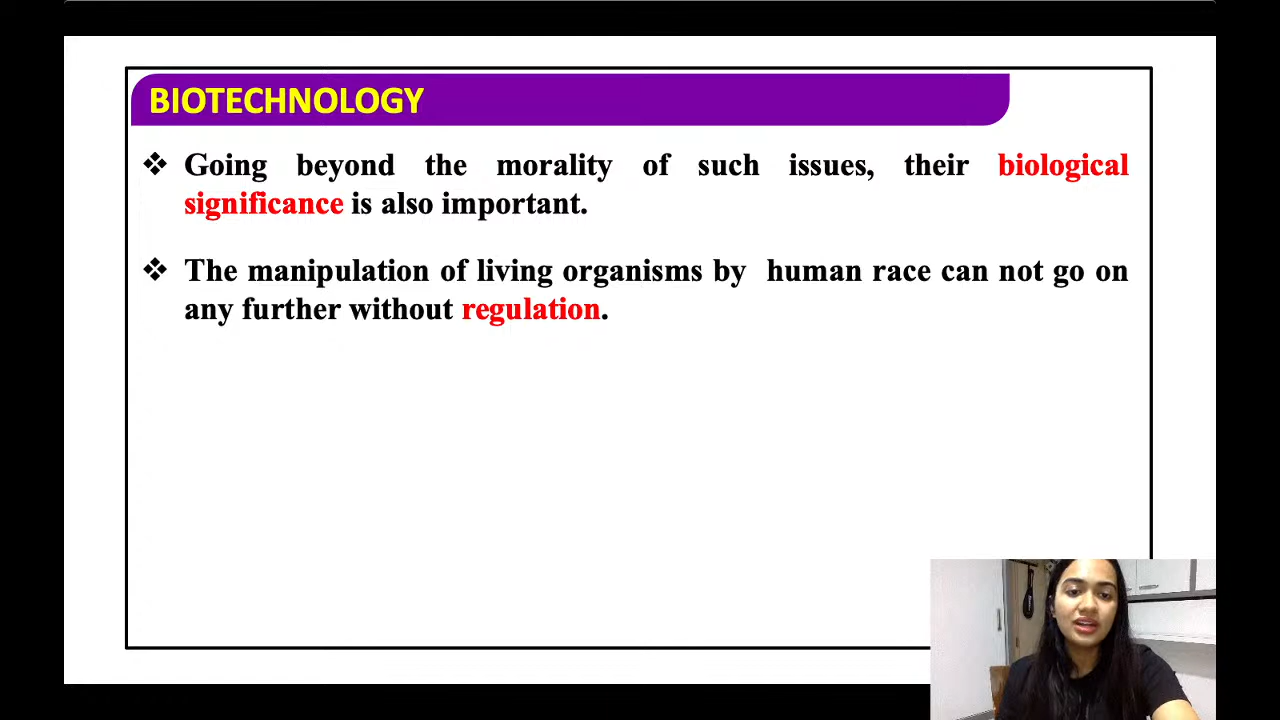 BIOTECHNOLOGY
❖ Going beyond the morality of such issues, their biological
significance is also important.
❖ The manipulation of living organisms by human race can not go on
any further without regulation.